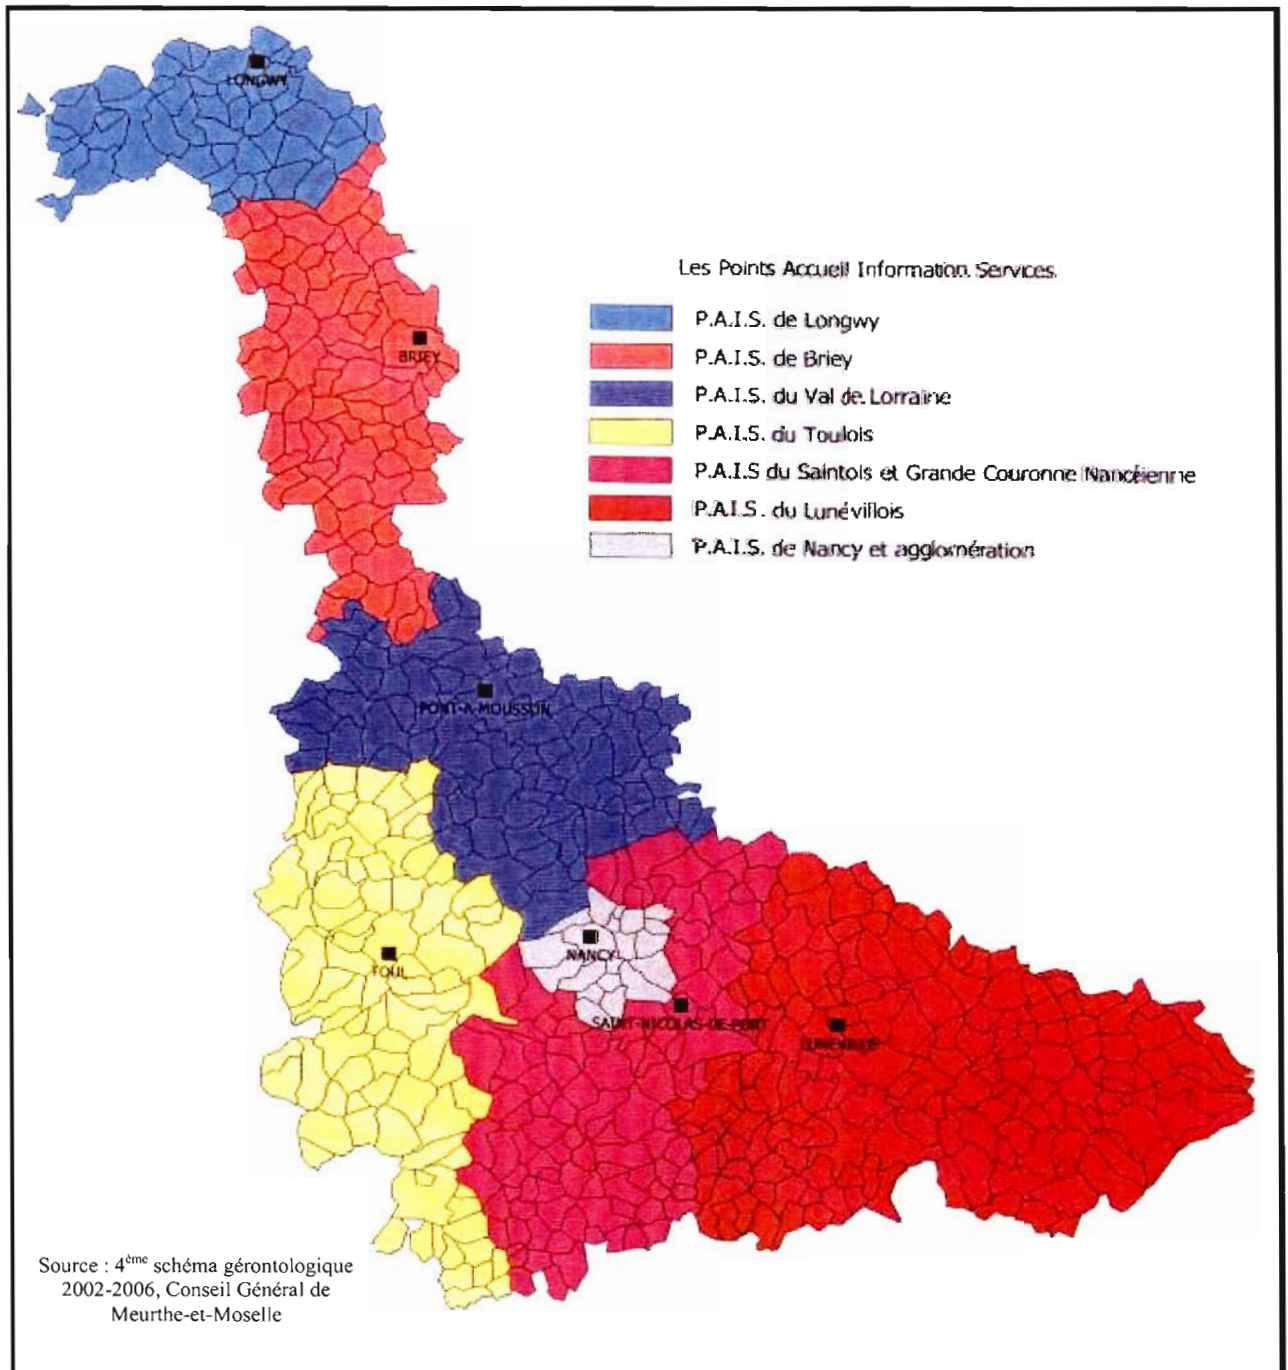 LONGWY
BRIEY
Les Points Accueil Information Services
P.A.I.S. de Longwy
P.A.I.S. de Briey
P.A.I.S. du Val de Lorraine
P.A.I.S. du Toulois
P.A.I.S du Saintois et Grande Couronne Nancéienne
P.A.I.S. du Lunévillois
P.A.I.S. de Nancy et agglomération
PONT-A-MOUSSON
TOUL
NANCY
SAINT-NICOLAS-DE-PORT
LUNEVILLE
Source : 4ème schéma gérontologique
2002-2006, Conseil Général de
Meurthe-et-Moselle